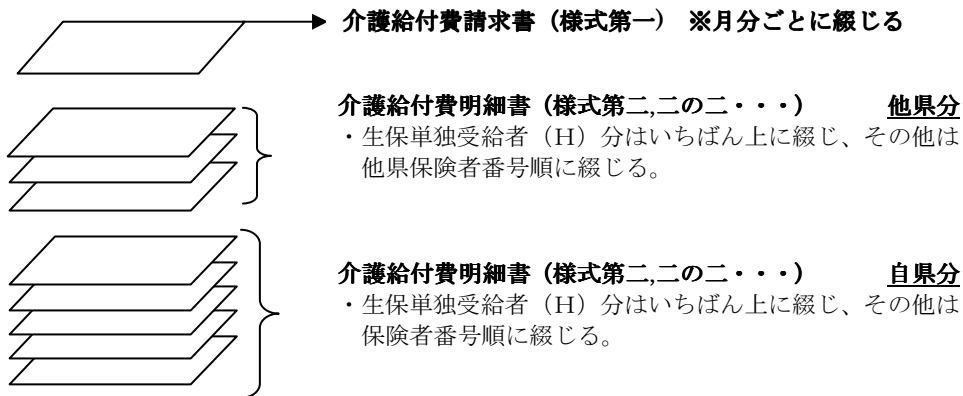 介護給付費請求書（様式第一） ※月分ごとに綴じる
介護給付費明細書（様式第二,二の二・・・） 他県分
・生保単独受給者（H）分はいちばん上に綴じ、その他は
他県保険者番号順に綴じる。
介護給付費明細書（様式第二,二の二・・・） 自県分
・生保単独受給者（H）分はいちばん上に綴じ、その他は
保険者番号順に綴じる。